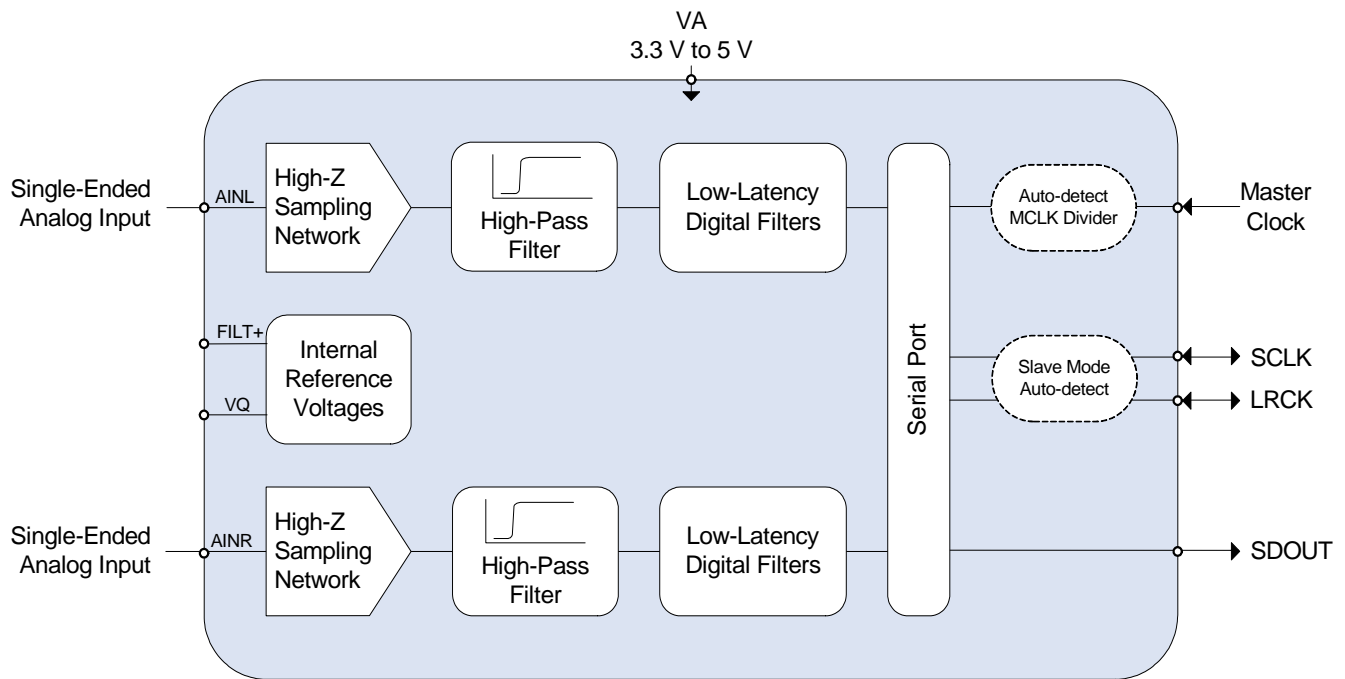 VA
3.3 V to 5 V
Single-Ended
Analog Input
AINL
High-Z
Sampling
Network
High-Pass
Filter
Low-Latency
Digital Filters
Serial Port
Auto-detect
MCLK Divider
Master
Clock
FILT+
VQ
Internal
Reference
Voltages
Slave Mode
Auto-detect
SCLK
LRCK
Single-Ended
Analog Input
AINR
High-Z
Sampling
Network
High-Pass
Filter
Low-Latency
Digital Filters
SDOUT